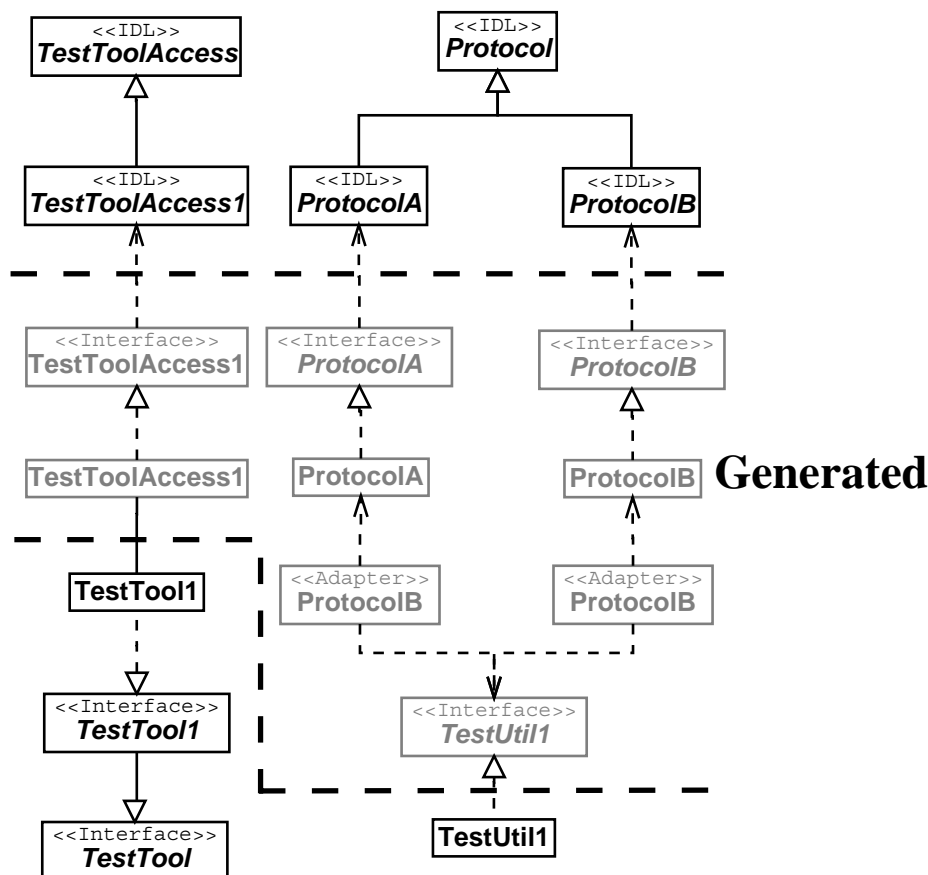 <<IDL>>
TestToolAccess
<<IDL>>
Protocol
<<IDL>>
TestToolAccess1
<<IDL>>
ProtocolA
<<IDL>>
ProtocolB
<<Interface>>
TestToolAccess1
<<Interface>>
ProtocolA
<<Interface>>
ProtocolB
TestToolAccess1
ProtocolA
ProtocolB
Generated
TestTool1
<<Adapter>>
ProtocolB
<<Adapter>>
ProtocolB
<<Interface>>
TestTool1
<<Interface>>
TestUtil1
<<Interface>>
TestTool
TestUtil1